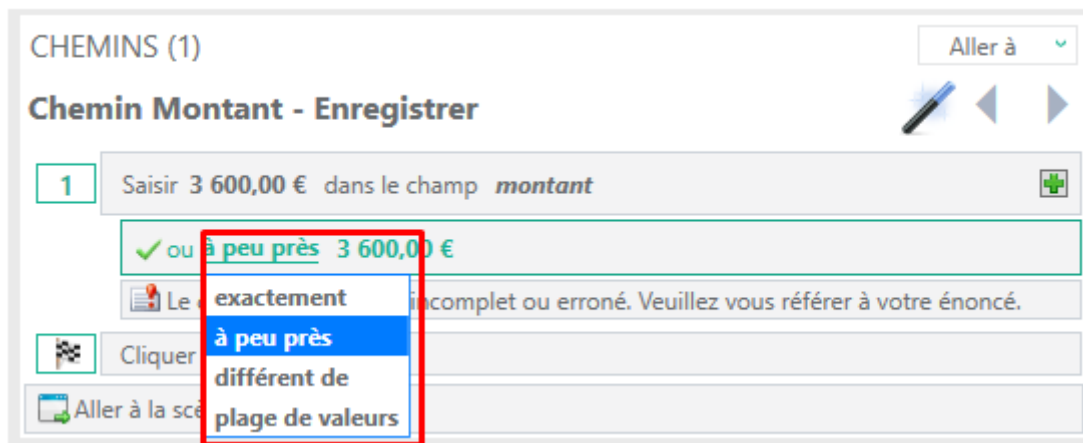 CHEMINS (1)
Aller à
Chemin Montant - Enregistrer
1 Saisir 3 600,00 € dans le champ montant
ou à peu près 3 600,00 €
Le incomplet ou erroné. Veuillez vous référer à votre énoncé.
exactement
à peu près
différent de
plage de valeurs
Cliquer
Aller à la